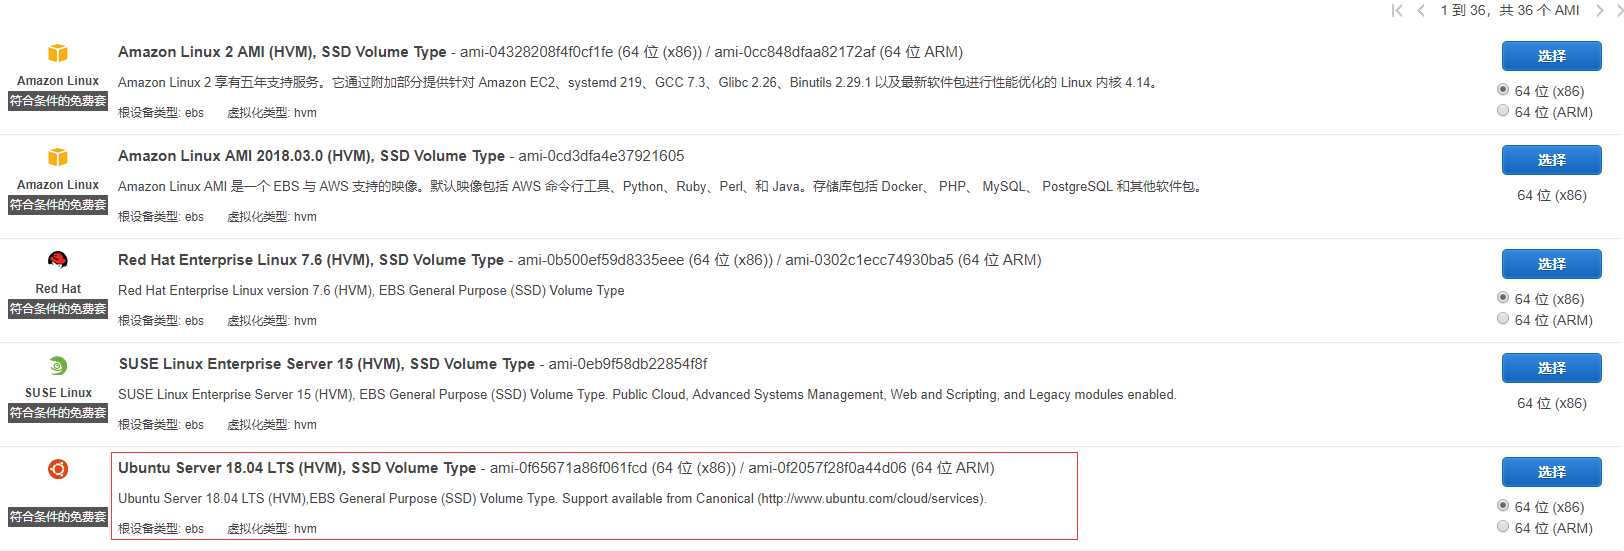 1 到 36，共 36 个 AMI
Amazon Linux
符合条件的免费套
Amazon Linux 2 AMI (HVM), SSD Volume Type - ami-04328208f4f0cf1fe (64 位 (x86)) / ami-0cc848dfaa82172af (64 位 ARM)
Amazon Linux 2 享有五年支持服务。它通过附加部分提供针对 Amazon EC2、systemd 219、GCC 7.3、Glibc 2.26、Binutils 2.29.1 以及最新软件包进行性能优化的 Linux 内核 4.14。
根设备类型: ebs 虚拟化类型: hvm
选择
64 位 (x86)
64 位 (ARM)
Amazon Linux
符合条件的免费套
Amazon Linux AMI 2018.03.0 (HVM), SSD Volume Type - ami-0cd3dfa4e37921605
Amazon Linux AMI 是一个 EBS 与 AWS 支持的映像。默认映像包括 AWS 命令行工具、Python、Ruby、Perl、和 Java。存储库包括 Docker、 PHP、 MySQL、 PostgreSQL 和其他软件包。
根设备类型: ebs 虚拟化类型: hvm
选择
64 位 (x86)
Red Hat
符合条件的免费套
Red Hat Enterprise Linux 7.6 (HVM), SSD Volume Type - ami-0b500ef59d8335eee (64 位 (x86)) / ami-0302c1ecc74930ba5 (64 位 ARM)
Red Hat Enterprise Linux version 7.6 (HVM), EBS General Purpose (SSD) Volume Type
根设备类型: ebs 虚拟化类型: hvm
选择
64 位 (x86)
64 位 (ARM)
SUSE Linux
符合条件的免费套
SUSE Linux Enterprise Server 15 (HVM), SSD Volume Type - ami-0eb9f58db22854f8f
SUSE Linux Enterprise Server 15 (HVM), EBS General Purpose (SSD) Volume Type. Public Cloud, Advanced Systems Management, Web and Scripting, and Legacy modules enabled.
根设备类型: ebs 虚拟化类型: hvm
选择
64 位 (x86)
符合条件的免费套
Ubuntu Server 18.04 LTS (HVM), SSD Volume Type - ami-0f65671a86f061fcd (64 位 (x86)) / ami-0f2057f28f0a44d06 (64 位 ARM)
Ubuntu Server 18.04 LTS (HVM),EBS General Purpose (SSD) Volume Type. Support available from Canonical (http://www.ubuntu.com/cloud/services).
根设备类型: ebs 虚拟化类型: hvm
选择
64 位 (x86)
64 位 (ARM)